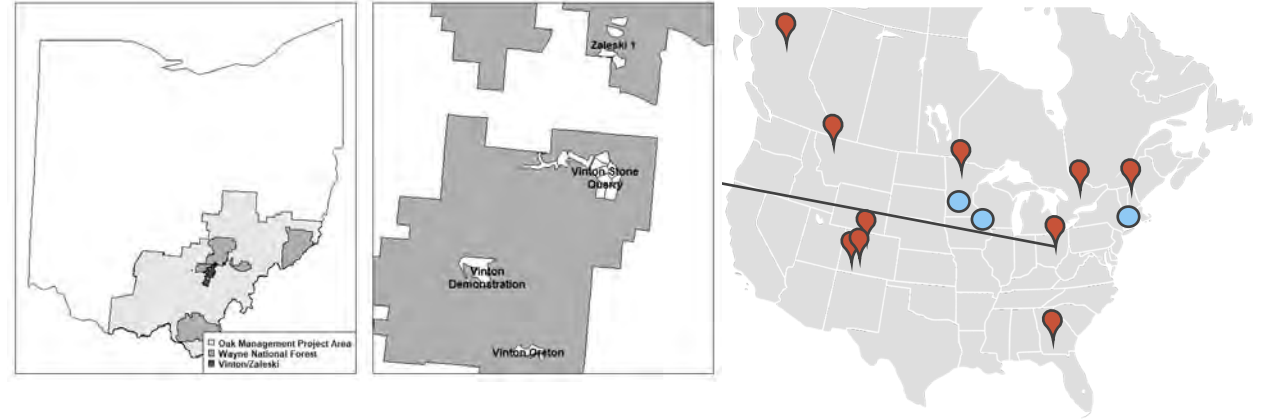 Oak Management Project Area
Wayne National Forest
Vinton/Zaleski
Zaleski 1
Vinton Stone
Quarry
Vinton
Demonstration
Vinton Oreton